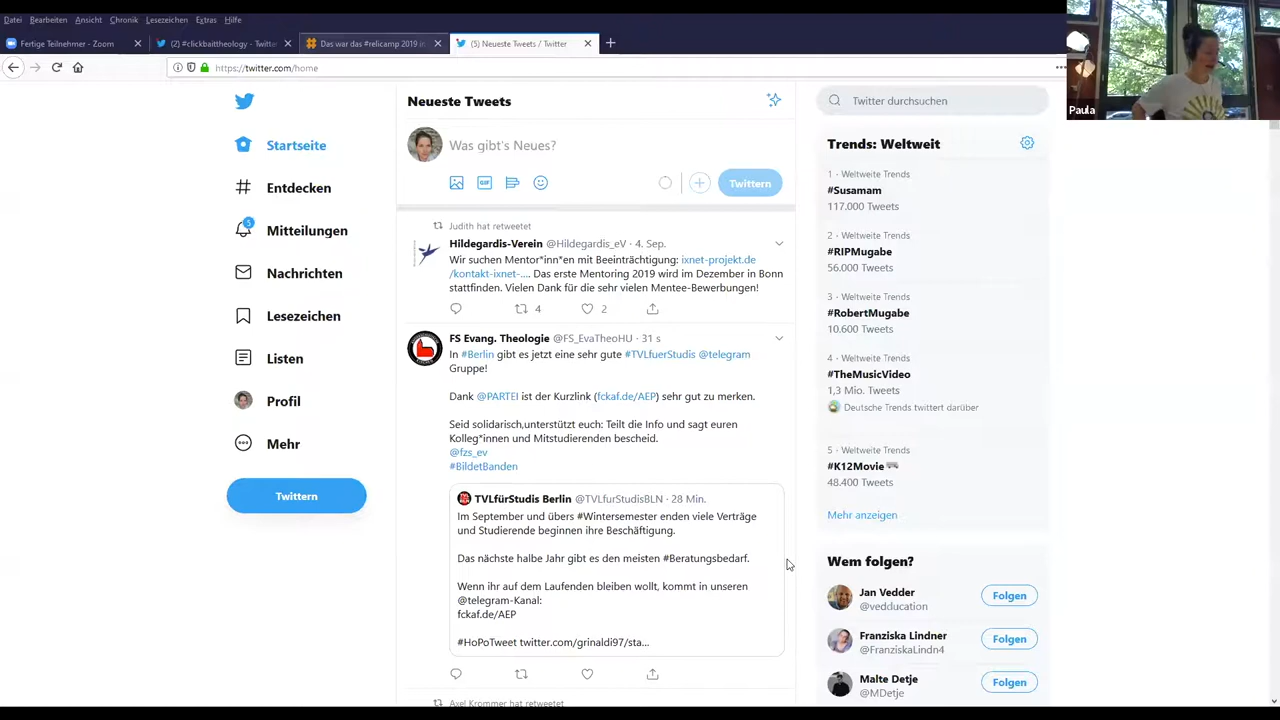 Datei Bearbeiten Ansicht Chronik Lesezeichen Extras Hilfe
Fertige Teilnehmer - Zoom
(2) #clickbaittheology - Twitte
Das war das #relicamp 2019 in
(5) Neueste Tweets / Twitter
https://twitter.com/home
Paula
Startseite
Entdecken
5
Mitteilungen
Nachrichten
Lesezeichen
Listen
Profil
Mehr
Twittern
Neueste Tweets
Was gibt's Neues?
GIF
Twittern
Judith hat retweetet
Hildegardis-Verein @Hildegardis_eV · 4. Sep.
Wir suchen Mentor*inn*en mit Beeinträchtigung: ixnet-projekt.de
/kontakt-ixnet-.... Das erste Mentoring 2019 wird im Dezember in Bonn
stattfinden. Vielen Dank für die sehr vielen Mentee-Bewerbungen!
4 2
FS Evang. Theologie @FS_EvaTheoHU · 31 s
In #Berlin gibt es jetzt eine sehr gute #TVLfuerStudis @telegram
Gruppe!
Dank @PARTEI ist der Kurzlink (fckaf.de/AEP) sehr gut zu merken.
Seid solidarisch,unterstützt euch: Teilt die Info und sagt euren
Kolleg*innen und Mitstudierenden bescheid.
@fzs_ev
#BildetBanden
TVLfürStudis Berlin @TVLfurStudisBLN · 28 Min.
Im September und übers #Wintersemester enden viele Verträge
und Studierende beginnen ihre Beschäftigung.
Das nächste halbe Jahr gibt es den meisten #Beratungsbedarf.
Wenn ihr auf dem Laufenden bleiben wollt, kommt in unseren
@telegram-Kanal:
fckaf.de/AEP
#HoPoTweet twitter.com/grinaldi97/sta...
Axel Krommer hat retweetet
Twitter durchsuchen
Trends: Weltweit
1 · Weltweite Trends
#Susamam
117.000 Tweets
2 · Weltweite Trends
#RIPMugabe
56.000 Tweets
3 · Weltweite Trends
#RobertMugabe
10.600 Tweets
4 · Weltweite Trends
#TheMusicVideo
1,3 Mio. Tweets
Deutsche Trends twittert darüber
5 · Weltweite Trends
#K12Movie
48.400 Tweets
Mehr anzeigen
Wem folgen?
Jan Vedder
@vedducation
Folgen
Franziska Lindner
@FranziskaLindn4
Folgen
Malte Detje
@MDetje
Folgen